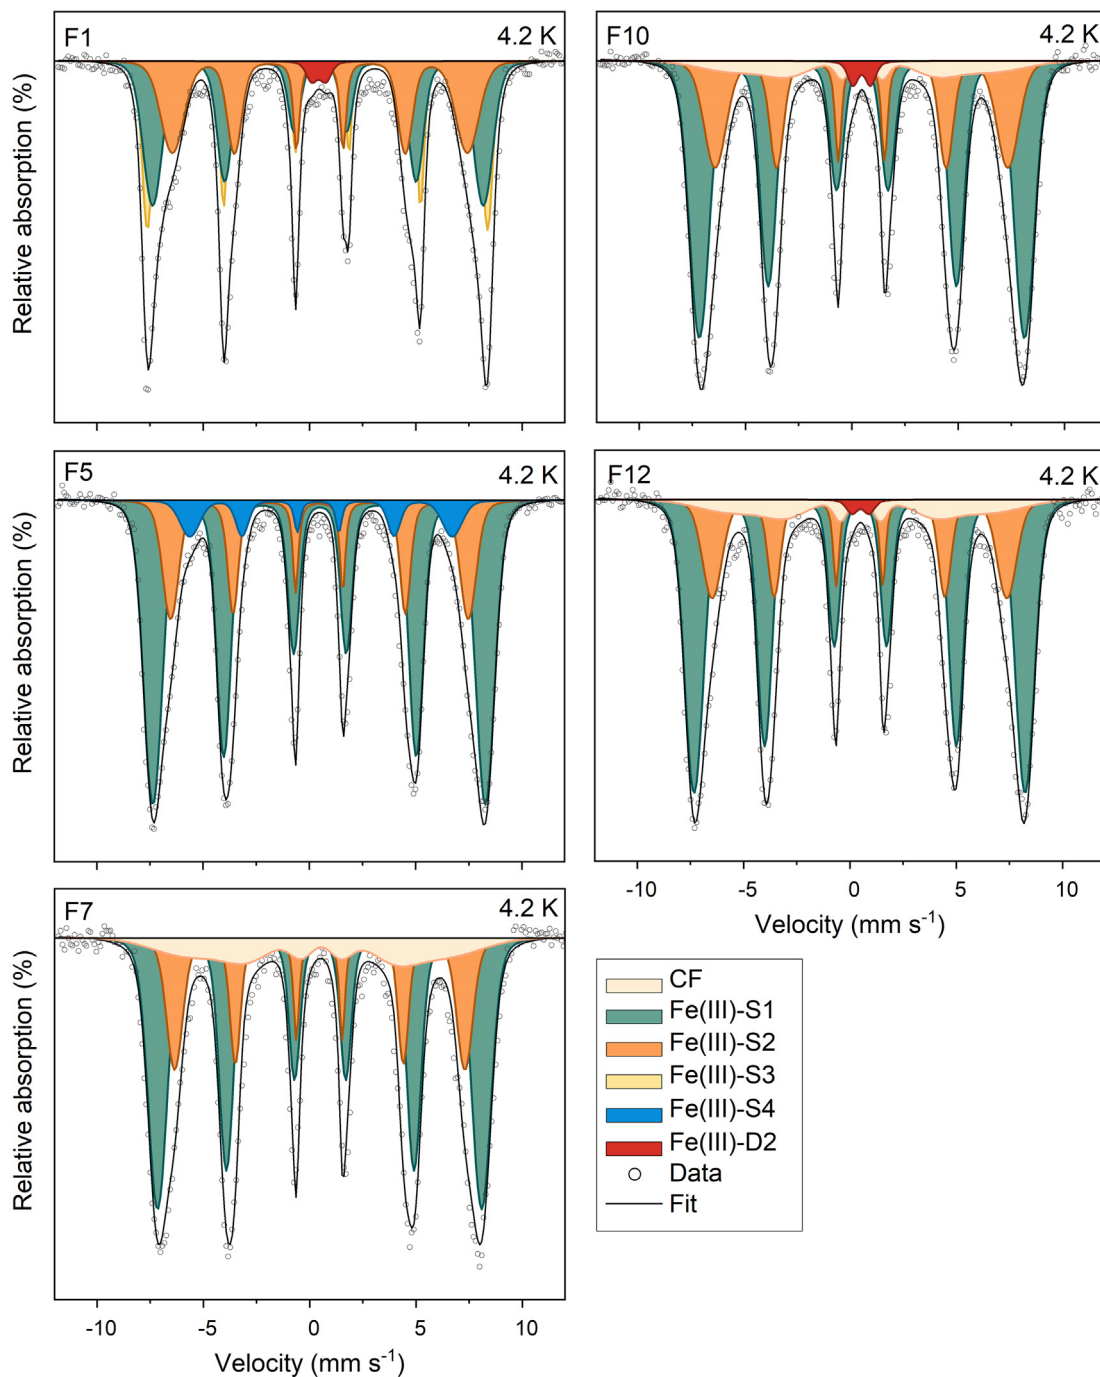 F1 4.2 K
Relative absorption (%)
F10 4.2 K
F5 4.2 K
Relative absorption (%)
F12 4.2 K
-10 -5 0 5 10
Velocity (mm s⁻¹)
F7 4.2 K
Relative absorption (%)
-10 -5 0 5 10
Velocity (mm s⁻¹)
CF
Fe(III)-S1
Fe(III)-S2
Fe(III)-S3
Fe(III)-S4
Fe(III)-D2
Data
Fit